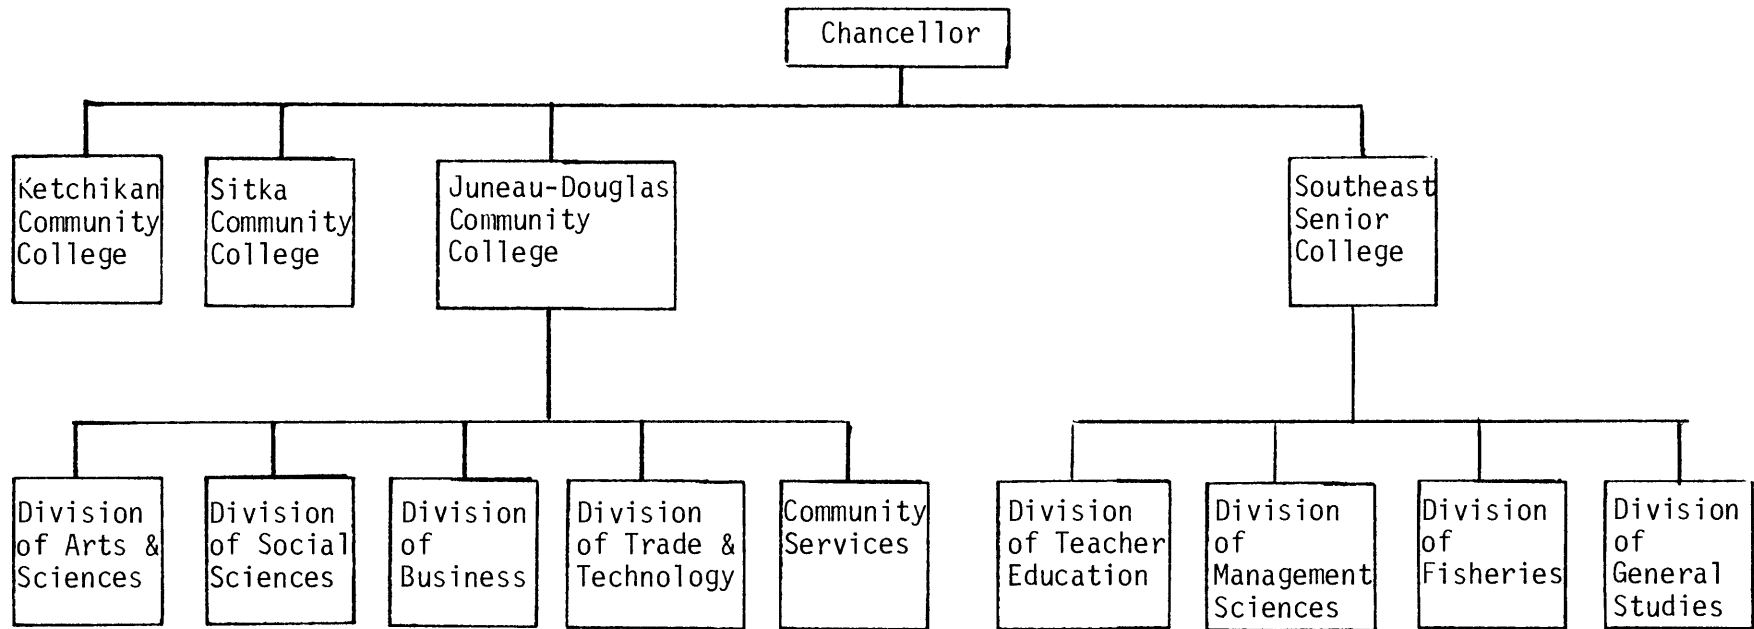 Chancellor
Ketchikan
Community
College
Sitka
Community
College
Juneau-Douglas
Community
College
Southeast
Senior
College
Division
of Arts &
Sciences
Division
of Social
Sciences
Division
of
Business
Division
of Trade &
Technology
Community
Services
Division
of Teacher
Education
Division
of
Management
Sciences
Division
of
Fisheries
Division
of
General
Studies